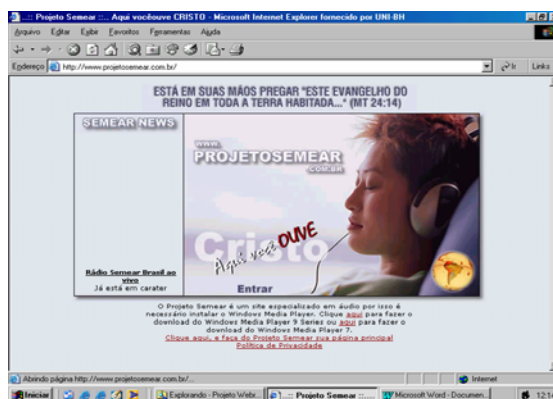 ..:: Projeto Semear ::... Aqui vocêouve CRISTO - Microsoft Internet Explorer fornecido por UNI-BH
Arquivo Editar Exibir Favoritos Ferramentas Ajuda
Endereço http://www.projetosemear.com.br/ Ir Links
ESTÁ EM SUAS MÃOS PREGAR "ESTE EVANGELHO DO
REINO EM TODA A TERRA HABITADA..." (MT 24:14)
SEMEAR NEWS
www.
PROJETOSEMEAR
.COM.BR
Cristo
Aqui você OUVE
Rádio Semear Brasil ao
vivo
Já está em carater
Entrar
O Projeto Semear é um site especializado em áudio por isso é
necessário instalar o Windows Media Player. Clique aqui para fazer o
download do Windows Media Player 9 Series ou aqui para fazer o
download do Windows Media Player 7.
Clique aqui, e faça do Projeto Semear sua página principal
Política de Privacidade
Abrindo página http://www.projetosemear.com.br/... Internet
Iniciar Explorando - Projeto Webr... ..:: Projeto Semear ::.... Microsoft Word - Documen...